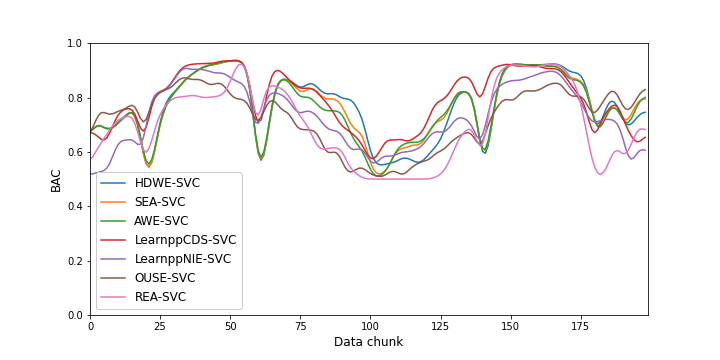 1.0
0.8
0.6
0.4
0.2
0.0
BAC
HDWE-SVC
SEA-SVC
AWE-SVC
LearnppCDS-SVC
LearnppNIE-SVC
OUSE-SVC
REA-SVC
0 25 50 75 100 125 150 175
Data chunk